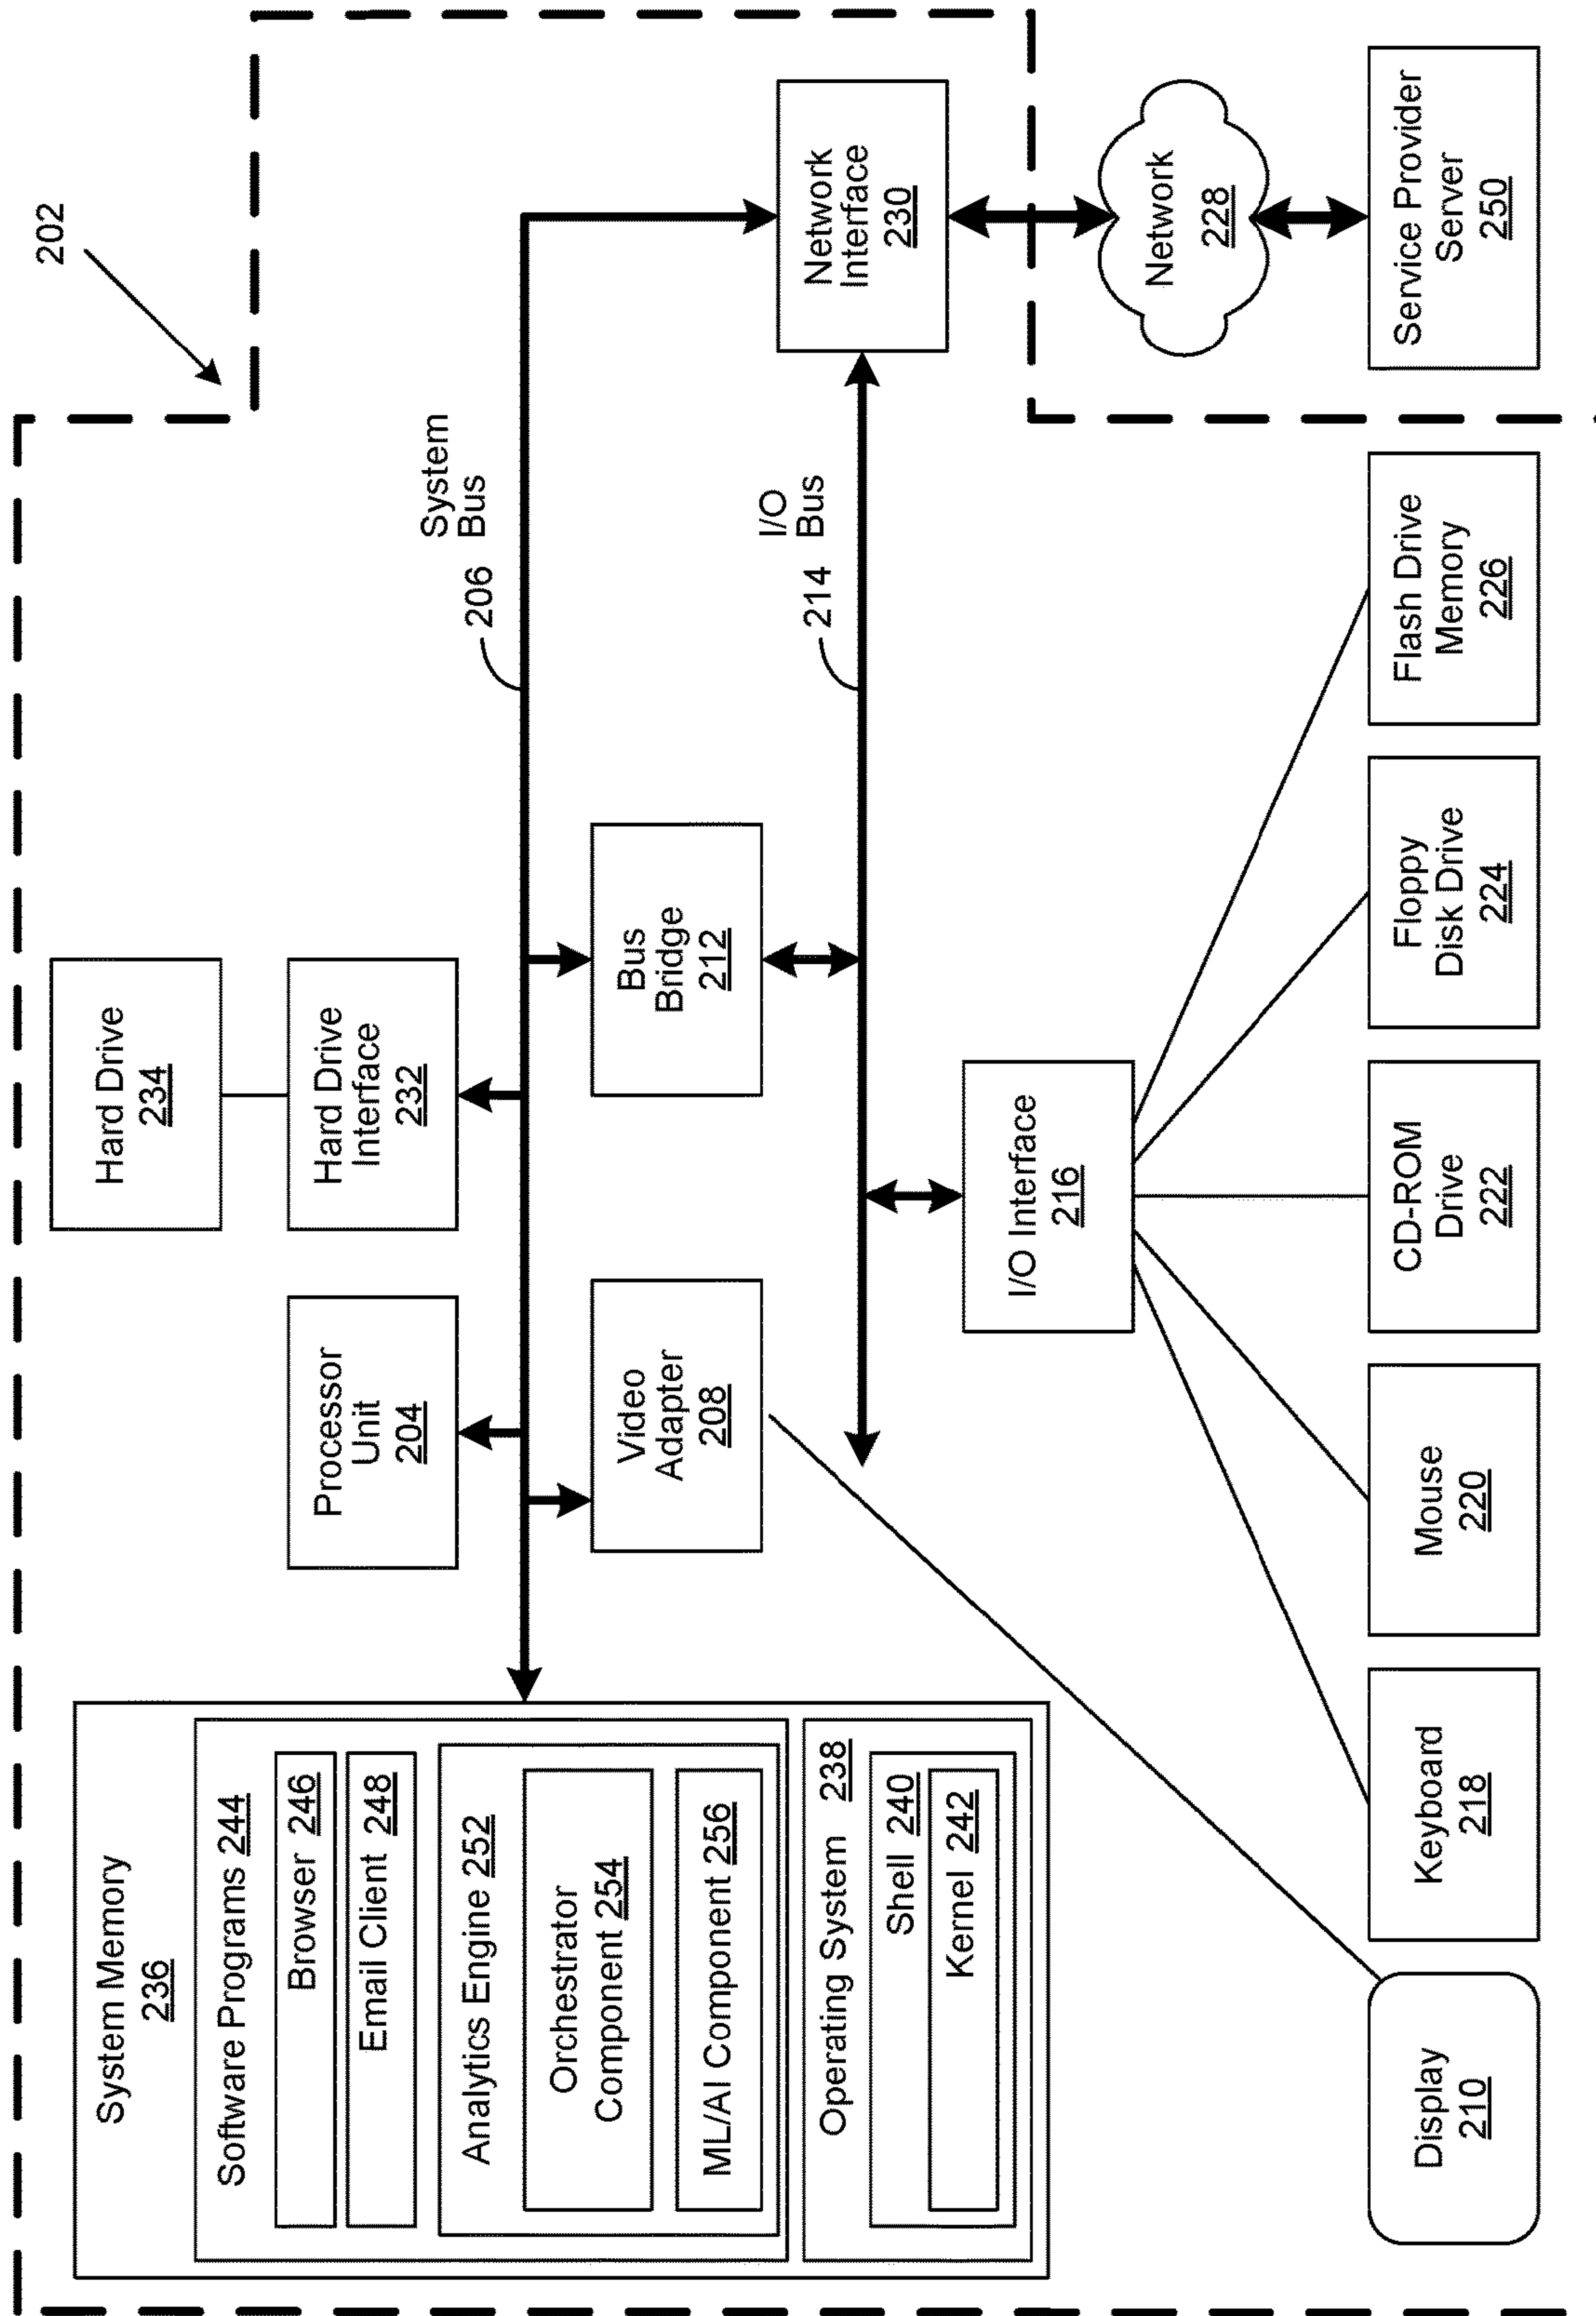 202
System Memory
236
Software Programs 244
Browser 246
Email Client 248
Analytics Engine 252
Orchestrator
Component 254
ML/AI Component 256
Operating System 238
Shell 240
Kernel 242
Processor
Unit
204
Hard Drive
234
Hard Drive
Interface
232
System
Bus
206
Video
Adapter
208
Bus
Bridge
212
I/O
Bus
214
Network
Interface
230
I/O Interface
216
Network
228
Display
210
Keyboard
218
Mouse
220
CD-ROM
Drive
222
Floppy
Disk Drive
224
Flash Drive
Memory
226
Service Provider
Server
250